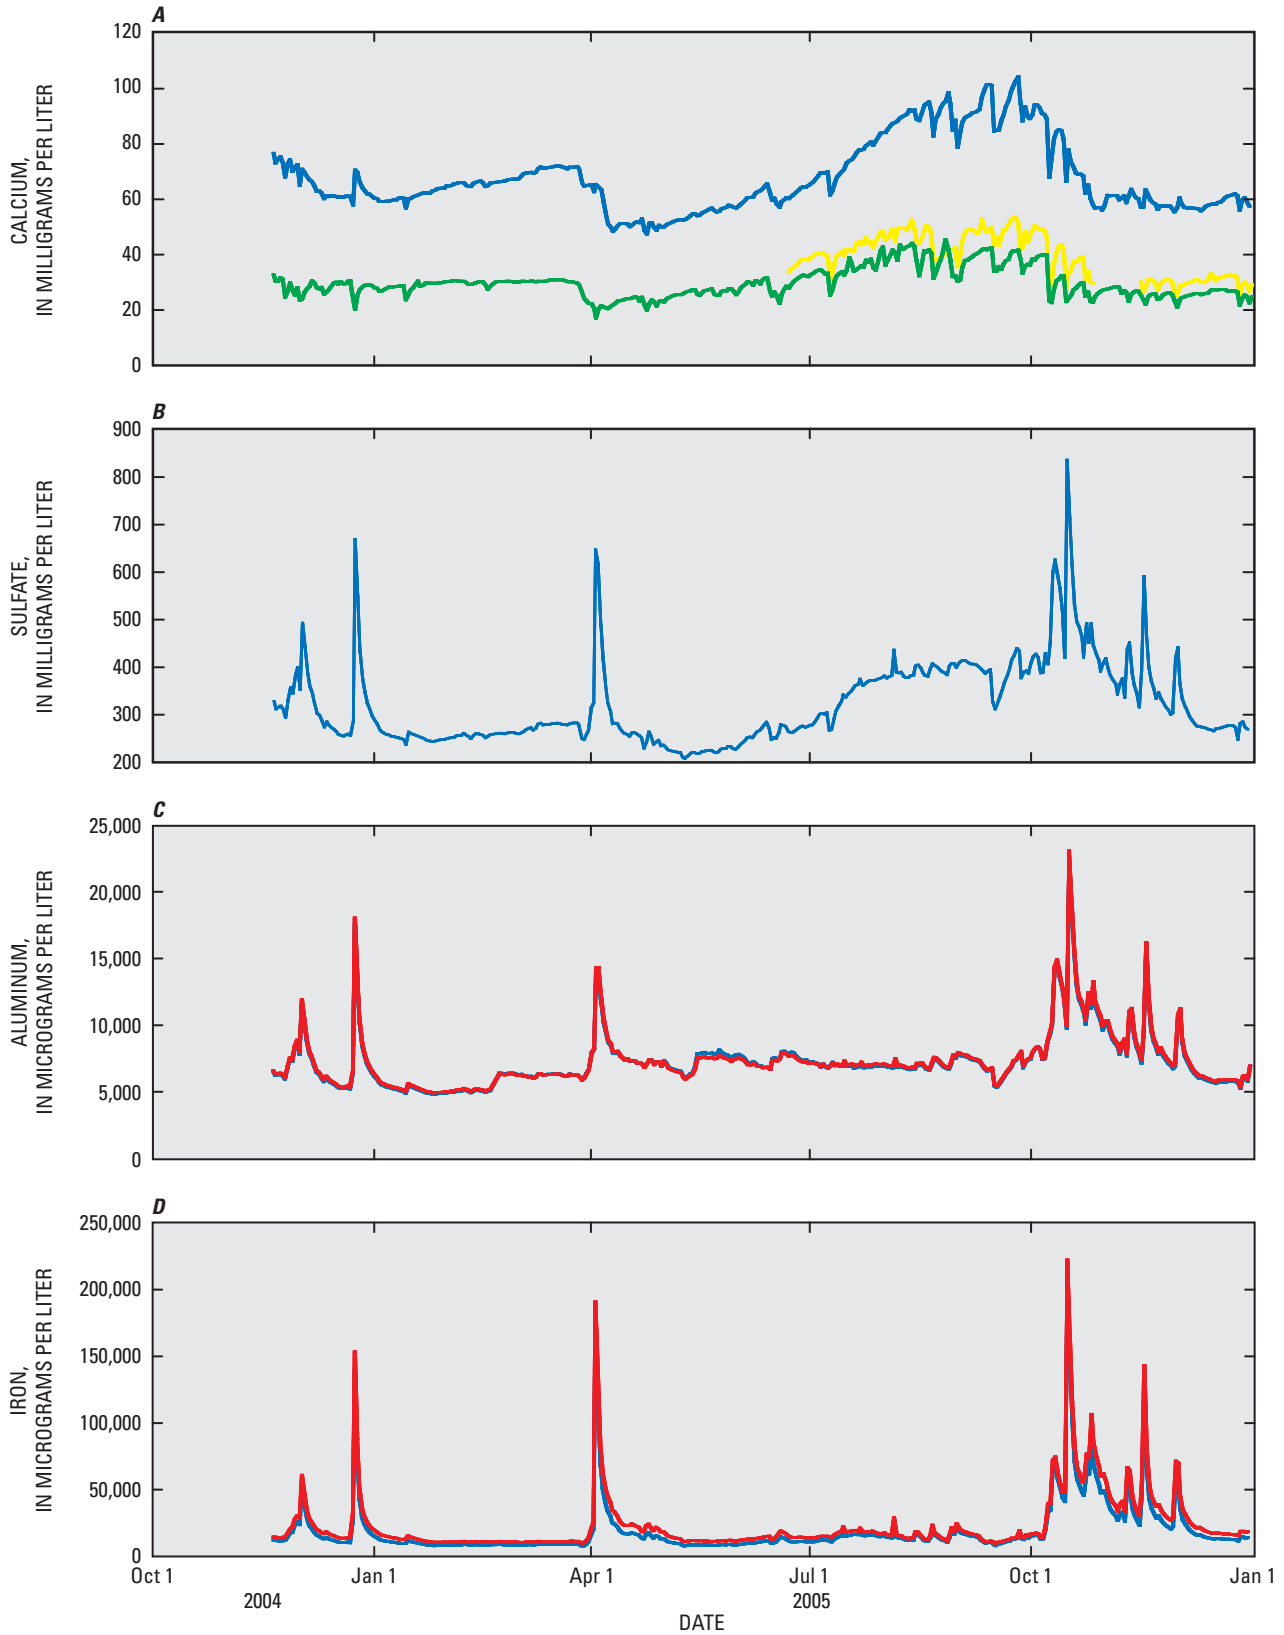 A
120
100
80
60
40
20
0
CALCIUM,
IN MILLIGRAMS PER LITER
B
900
800
700
600
500
400
300
200
SULFATE,
IN MILLIGRAMS PER LITER
C
25,000
20,000
15,000
10,000
5,000
0
ALUMINUM,
IN MICROGRAMS PER LITER
D
250,000
200,000
150,000
100,000
50,000
0
IRON,
IN MICROGRAMS PER LITER
Oct 1 Jan 1 Apr 1 Jul 1 Oct 1 Jan 1
2004 2005
DATE